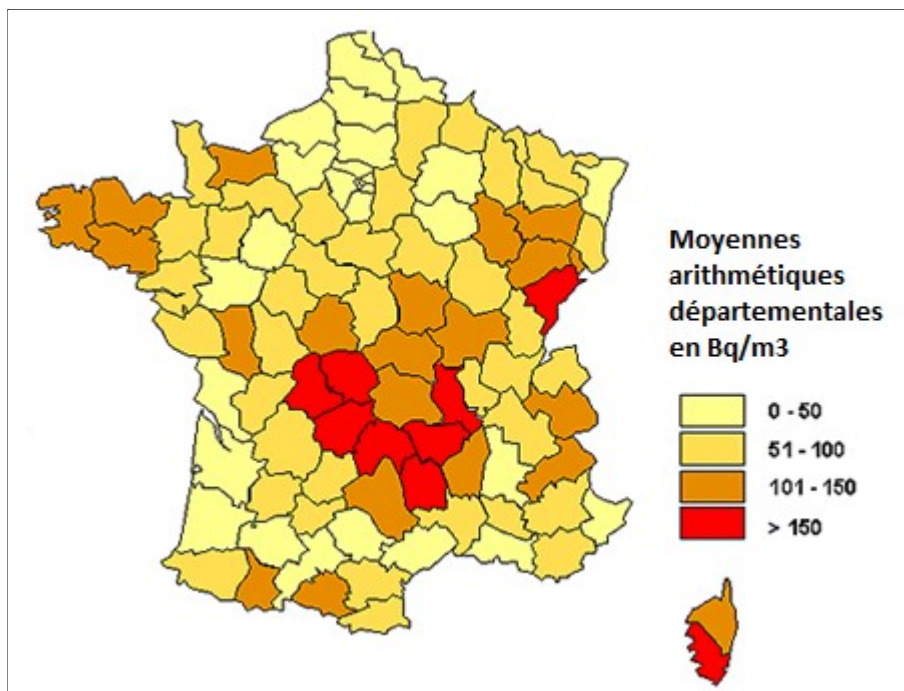 Moyennes
arithmétiques
départementales
en Bq/m3
0 - 50
51 - 100
101 - 150
> 150